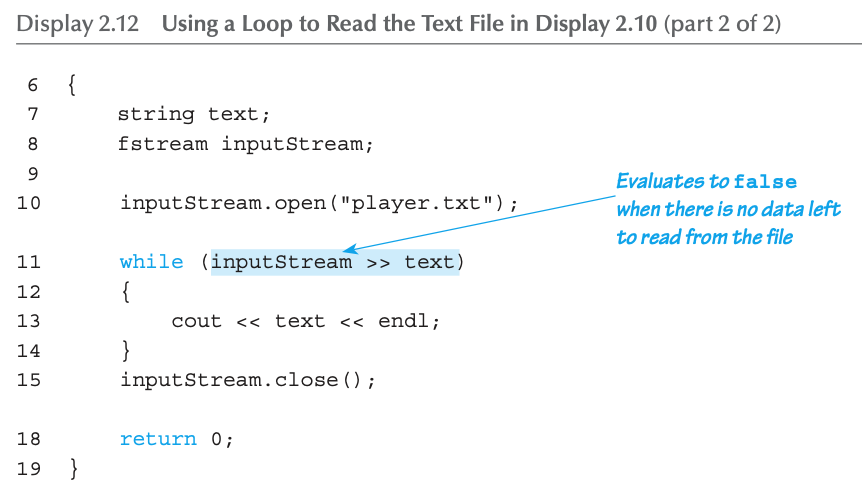 Display 2.12 Using a Loop to Read the Text File in Display 2.10 (part 2 of 2)
6 {
7 string text;
8 fstream inputStream;
9
10 inputStream.open("player.txt");
Evaluates to false
when there is no data left
to read from the file
11 while (inputStream >> text)
12 {
13 cout << text << endl;
14 }
15 inputStream.close();
18 return 0;
19 }